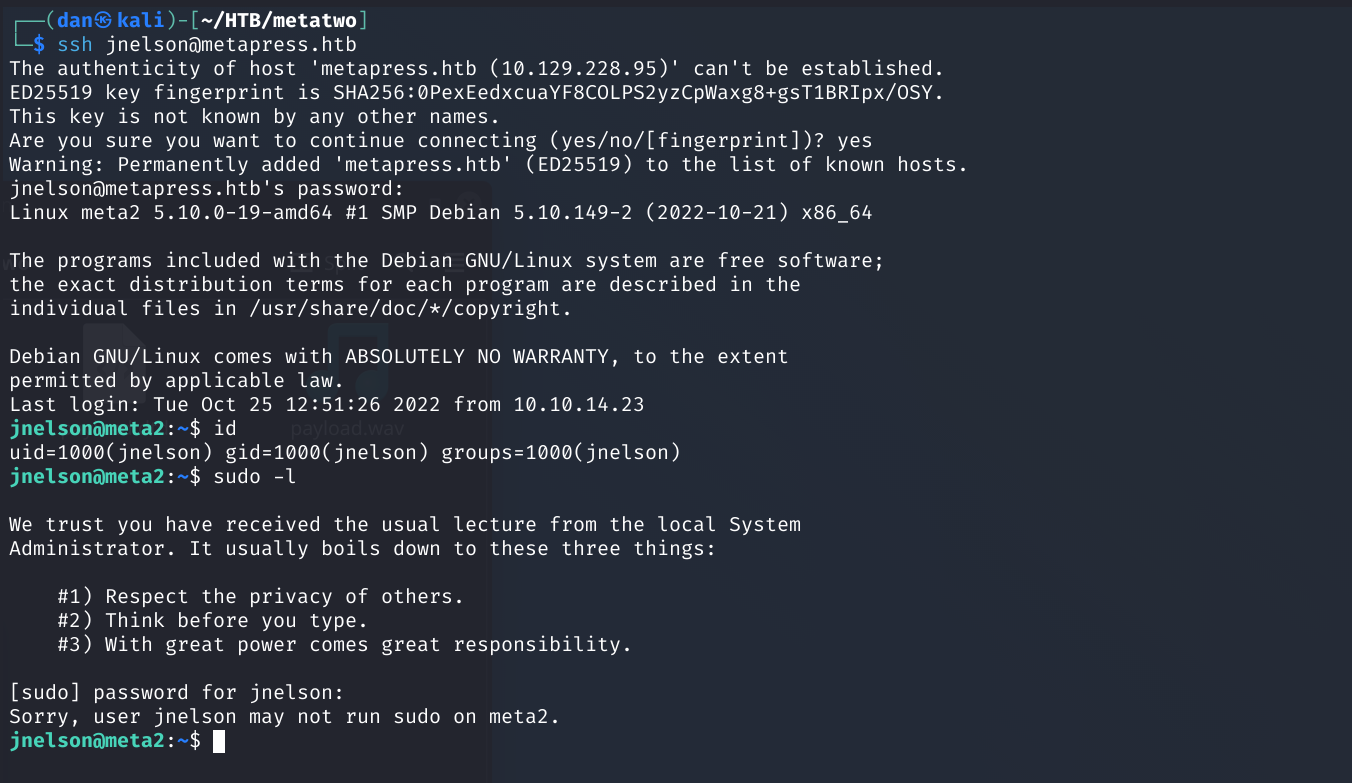 ┌──(dan㉿kali)-[~/HTB/metatwo]
└─$ ssh jnelson@metapress.htb
The authenticity of host 'metapress.htb (10.129.228.95)' can't be established.
ED25519 key fingerprint is SHA256:0PexEedxcuaYF8COLPS2yzCpWaxg8+gsT1BRIpx/OSY.
This key is not known by any other names.
Are you sure you want to continue connecting (yes/no/[fingerprint])? yes
Warning: Permanently added 'metapress.htb' (ED25519) to the list of known hosts.
jnelson@metapress.htb's password:
Linux meta2 5.10.0-19-amd64 #1 SMP Debian 5.10.149-2 (2022-10-21) x86_64

The programs included with the Debian GNU/Linux system are free software;
the exact distribution terms for each program are described in the
individual files in /usr/share/doc/*/copyright.

Debian GNU/Linux comes with ABSOLUTELY NO WARRANTY, to the extent
permitted by applicable law.
Last login: Tue Oct 25 12:51:26 2022 from 10.10.14.23
jnelson@meta2:~$ id
payload.wav
uid=1000(jnelson) gid=1000(jnelson) groups=1000(jnelson)
jnelson@meta2:~$ sudo -l

We trust you have received the usual lecture from the local System
Administrator. It usually boils down to these three things:

    #1) Respect the privacy of others.
    #2) Think before you type.
    #3) With great power comes great responsibility.

[sudo] password for jnelson:
Sorry, user jnelson may not run sudo on meta2.
jnelson@meta2:~$